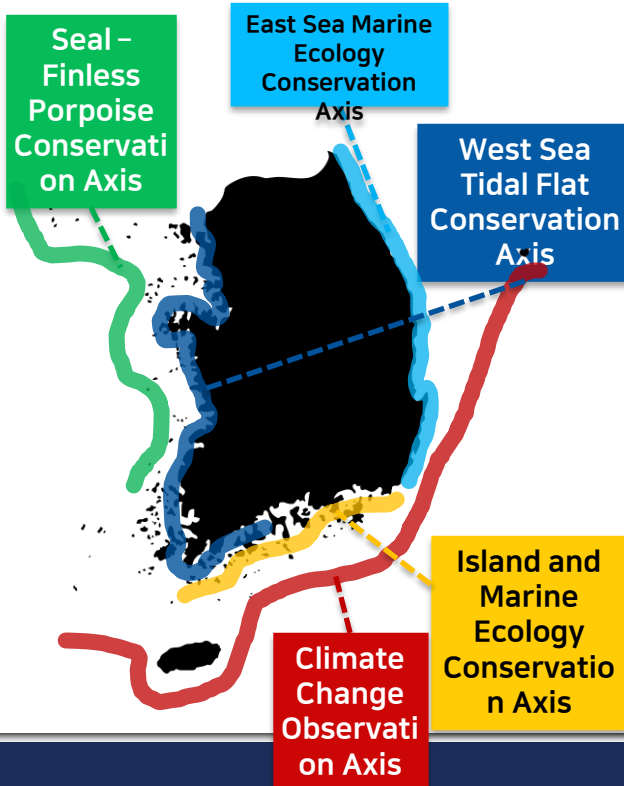 Seal –
Finless
Porpoise
Conservati
on Axis
East Sea Marine
Ecology
Conservation
Axis
West Sea
Tidal Flat
Conservation
Axis
Island and
Marine
Ecology
Conservatio
n Axis
Climate
Change
Observati
on Axis